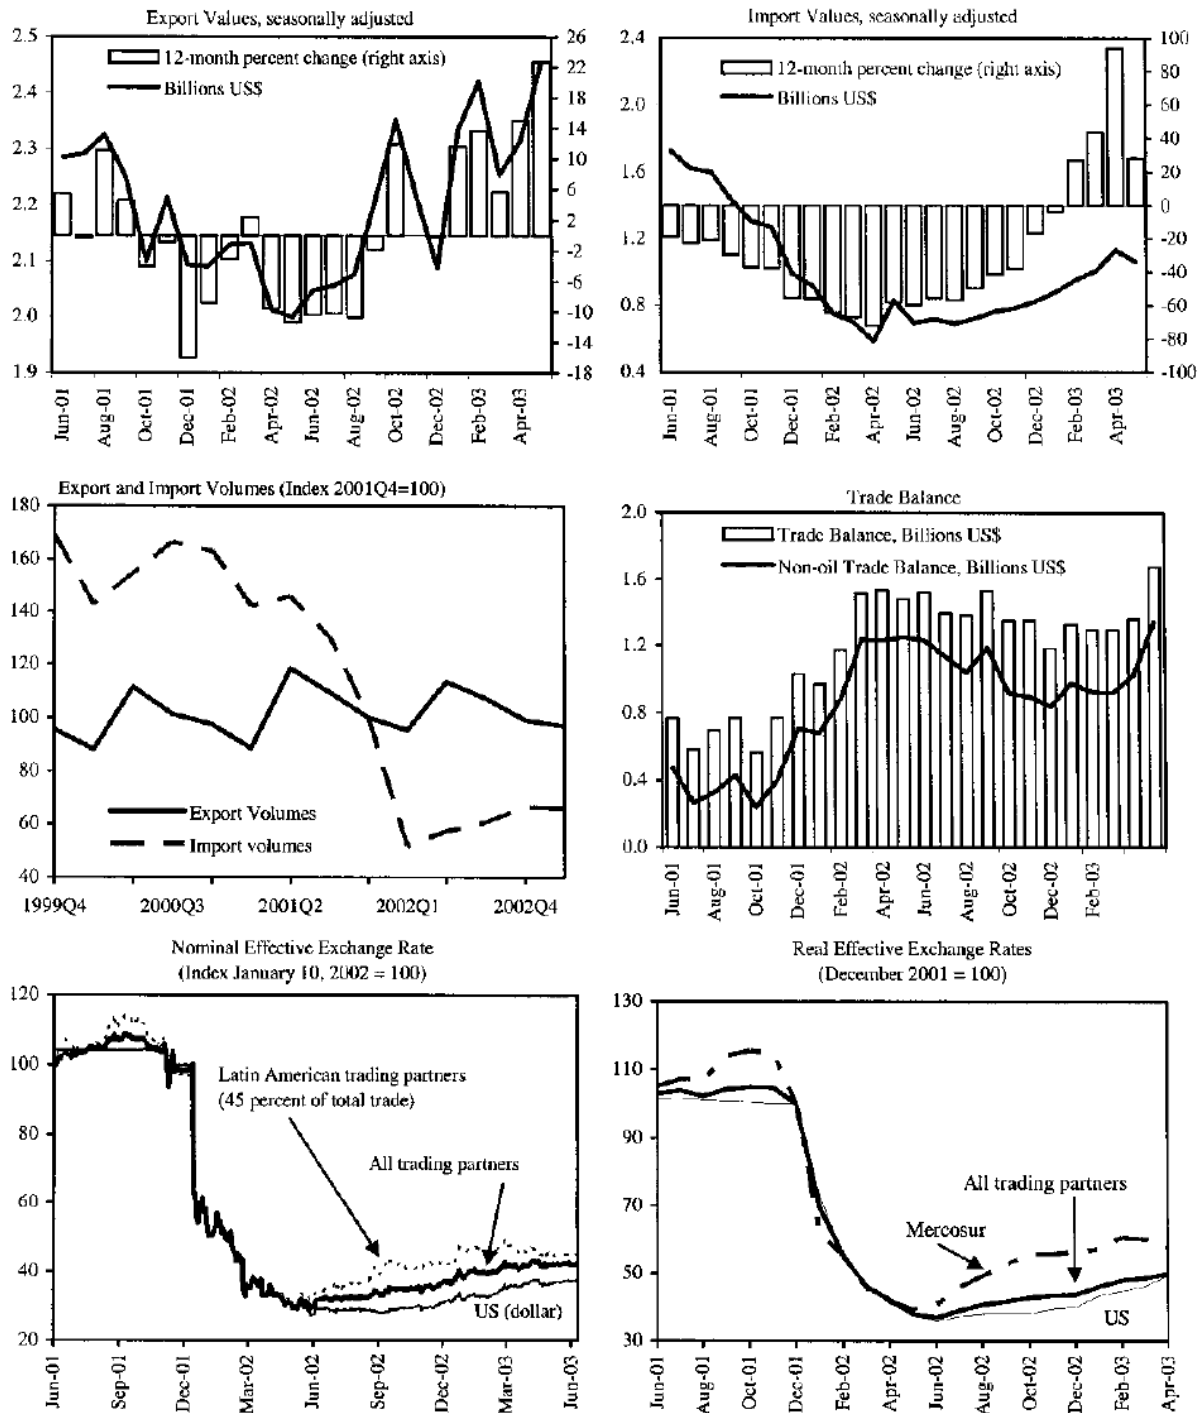 Export Values, seasonally adjusted
2.5
2.4
2.3
2.2
2.1
2.0
1.9
26
22
18
14
10
6
2
-2
-6
-10
-14
-18
12-month percent change (right axis)
Billions US$
Jun-01
Aug-01
Oct-01
Dec-01
Feb-02
Apr-02
Jun-02
Aug-02
Oct-02
Dec-02
Feb-03
Apr-03
Import Values, seasonally adjusted
2.4
2.0
1.6
1.2
0.8
0.4
100
80
60
40
20
0
-20
-40
-60
-80
-100
12-month percent change (right axis)
Billions US$
Jun-01
Aug-01
Oct-01
Dec-01
Feb-02
Apr-02
Jun-02
Aug-02
Oct-02
Dec-02
Feb-03
Apr-03
Export and Import Volumes (Index 2001Q4=100)
180
160
140
120
100
80
60
40
Export Volumes
Import volumes
1999Q4
2000Q3
2001Q2
2002Q1
2002Q4
Trade Balance
2.0
1.6
1.2
0.8
0.4
0.0
Trade Balance, Billions US$
Non-oil Trade Balance, Billions US$
Jun-01
Aug-01
Oct-01
Dec-01
Feb-02
Apr-02
Jun-02
Aug-02
Oct-02
Dec-02
Feb-03
Nominal Effective Exchange Rate
(Index January 10, 2002 = 100)
120
100
80
60
40
20
Latin American trading partners
(45 percent of total trade)
All trading partners
US (dollar)
Jun-01
Sep-01
Dec-01
Mar-02
Jun-02
Sep-02
Dec-02
Mar-03
Jun-03
Real Effective Exchange Rates
(December 2001 = 100)
130
110
90
70
50
30
All trading partners
Mercosur
US
Jun-01
Aug-01
Oct-01
Dec-01
Feb-02
Apr-02
Jun-02
Aug-02
Oct-02
Dec-02
Feb-03
Apr-03